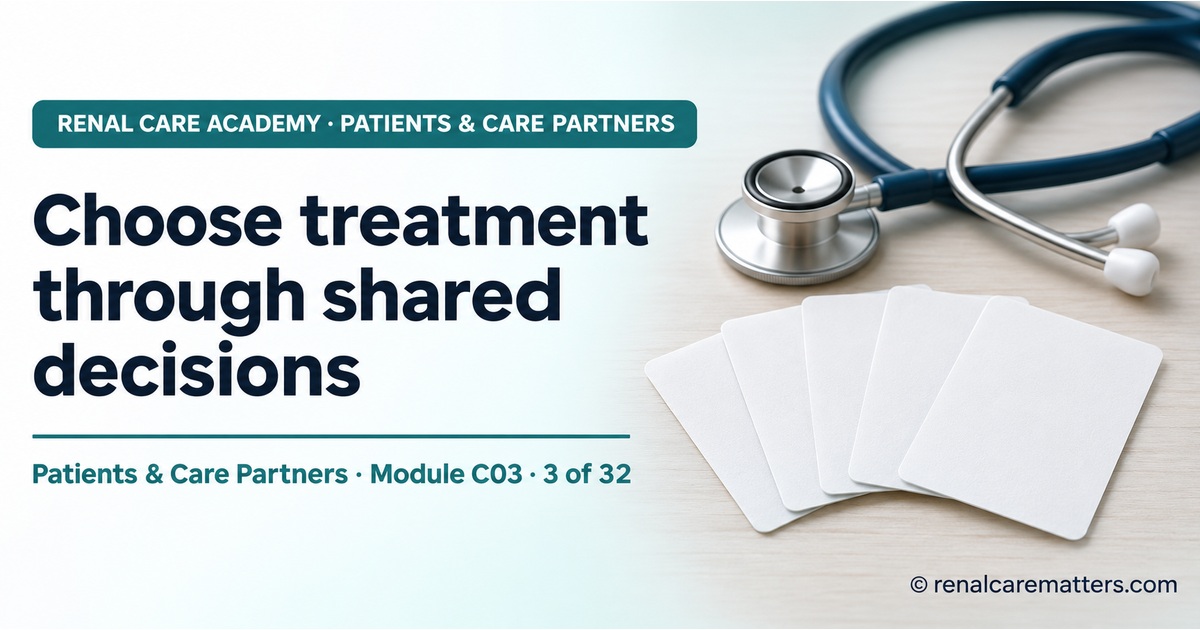 RENAL CARE ACADEMY · PATIENTS & CARE PARTNERS
Choose treatment
through shared
decisions
Patients & Care Partners · Module C03 · 3 of 32
© renalcarematters.com